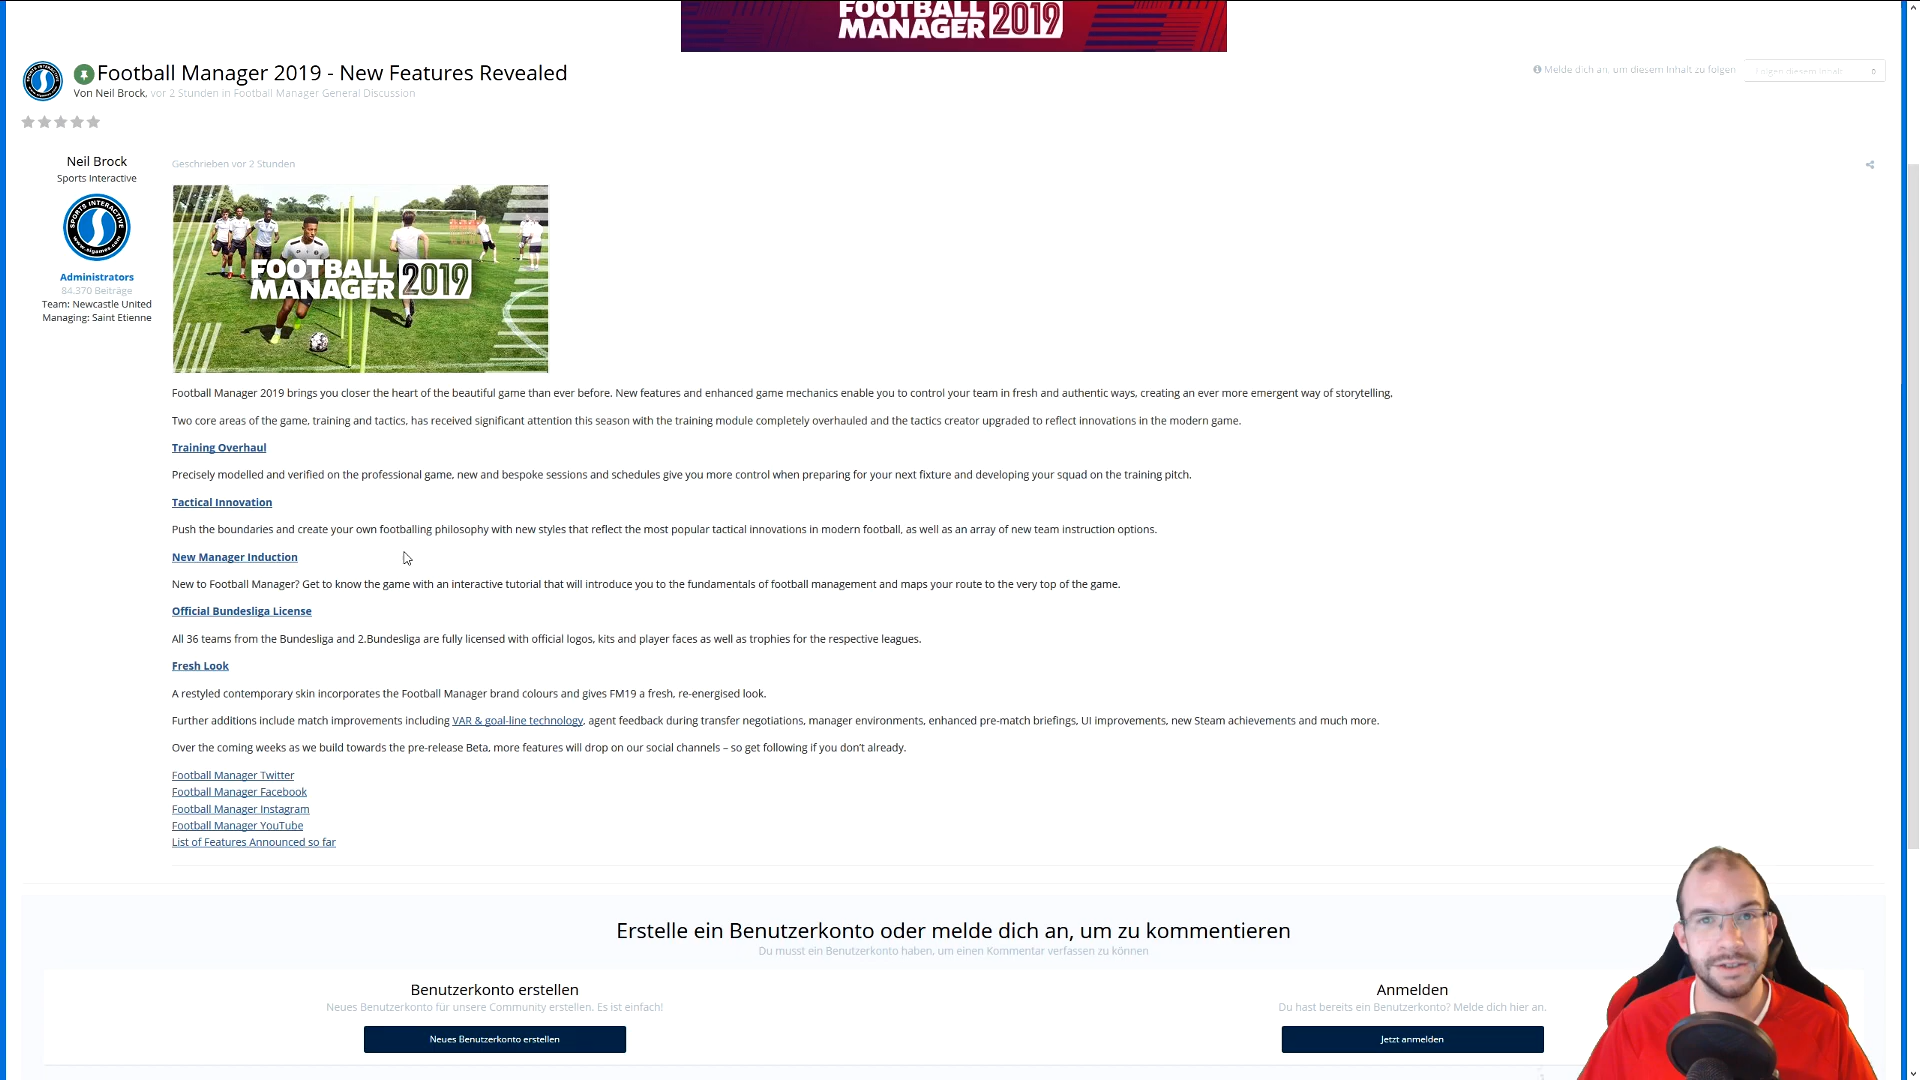 FOOTBALL
MANAGER 2019
Football Manager 2019 - New Features Revealed
Von Neil Brock, vor 2 Stunden in Football Manager General Discussion
Melde dich an, um diesem Inhalt zu folgen
Folgen diesem Inhalt 0
Neil Brock
Sports Interactive
SPORTS INTERACTIVE
www.sigames.com
Administrators
84.370 Beiträge
Team: Newcastle United
Managing: Saint Etienne
Geschrieben vor 2 Stunden
FOOTBALL
MANAGER 2019
Football Manager 2019 brings you closer the heart of the beautiful game than ever before. New features and enhanced game mechanics enable you to control your team in fresh and authentic ways, creating an ever more emergent way of storytelling.
Two core areas of the game, training and tactics, has received significant attention this season with the training module completely overhauled and the tactics creator upgraded to reflect innovations in the modern game.
Training Overhaul
Precisely modelled and verified on the professional game, new and bespoke sessions and schedules give you more control when preparing for your next fixture and developing your squad on the training pitch.
Tactical Innovation
Push the boundaries and create your own footballing philosophy with new styles that reflect the most popular tactical innovations in modern football, as well as an array of new team instruction options.
New Manager Induction
New to Football Manager? Get to know the game with an interactive tutorial that will introduce you to the fundamentals of football management and maps your route to the very top of the game.
Official Bundesliga License
All 36 teams from the Bundesliga and 2.Bundesliga are fully licensed with official logos, kits and player faces as well as trophies for the respective leagues.
Fresh Look
A restyled contemporary skin incorporates the Football Manager brand colours and gives FM19 a fresh, re-energised look.
Further additions include match improvements including VAR & goal-line technology, agent feedback during transfer negotiations, manager environments, enhanced pre-match briefings, UI improvements, new Steam achievements and much more.
Over the coming weeks as we build towards the pre-release Beta, more features will drop on our social channels – so get following if you don't already.
Football Manager Twitter
Football Manager Facebook
Football Manager Instagram
Football Manager YouTube
List of Features Announced so far
Erstelle ein Benutzerkonto oder melde dich an, um zu kommentieren
Du musst ein Benutzerkonto haben, um einen Kommentar verfassen zu können
Benutzerkonto erstellen
Neues Benutzerkonto für unsere Community erstellen. Es ist einfach!
Neues Benutzerkonto erstellen
Anmelden
Du hast bereits ein Benutzerkonto? Melde dich hier an.
Jetzt anmelden